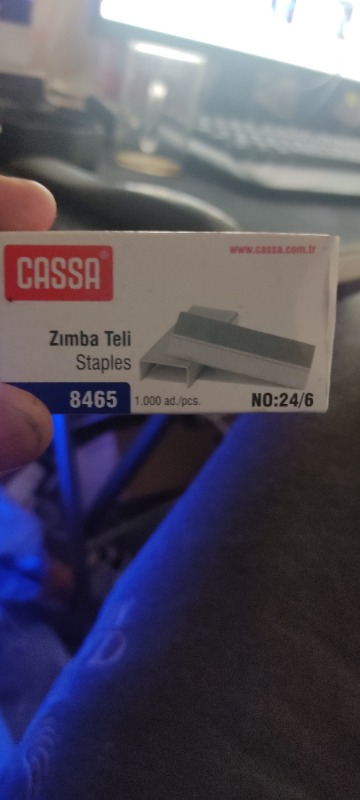 CASSA®
www.cassa.com.tr
Zımba Teli
Staples
8465
1.000 ad./pcs.
NO:24/6